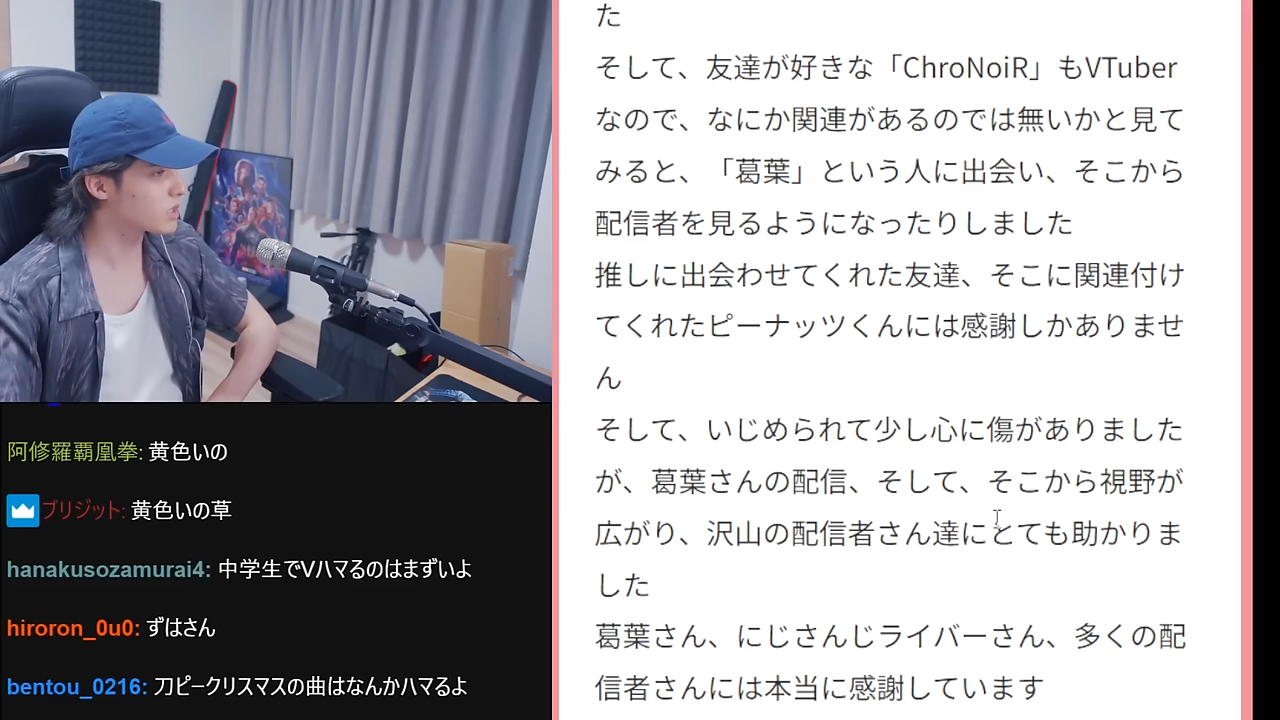 た
そして、友達が好きな「ChroNoiR」もVTuber
なので、なにか関連があるのでは無いかと見て
みると、「葛葉」という人に出会い、そこから
配信者を見るようになったりしました
推しに出会わせてくれた友達、そこに関連付け
てくれたピーナッツくんには感謝しかありませ
ん
そして、いじめられて少し心に傷がありました
が、葛葉さんの配信、そして、そこから視野が
広がり、沢山の配信者さん達にとても助かりま
した
葛葉さん、にじさんじライバーさん、多くの配
信者さんには本当に感謝しています
阿修羅覇凰拳: 黄色いの
ブリジット: 黄色いの草
hanakusozamurai4: 中学生でVハマるのはまずいよ
hiroron_0u0: ずはさん
bentou_0216: 刀ピークリスマスの曲はなんかハマるよ